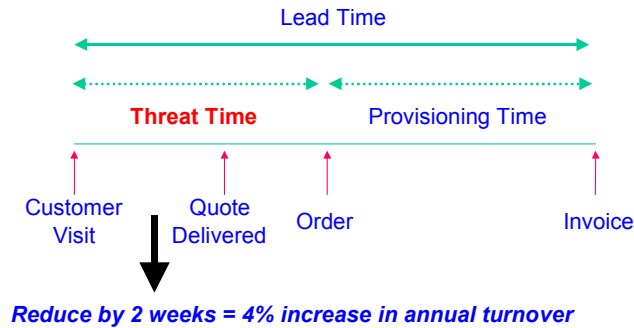 Lead Time
Threat Time
Provisioning Time
Customer
Visit
Quote
Delivered
Order
Invoice
Reduce by 2 weeks = 4% increase in annual turnover